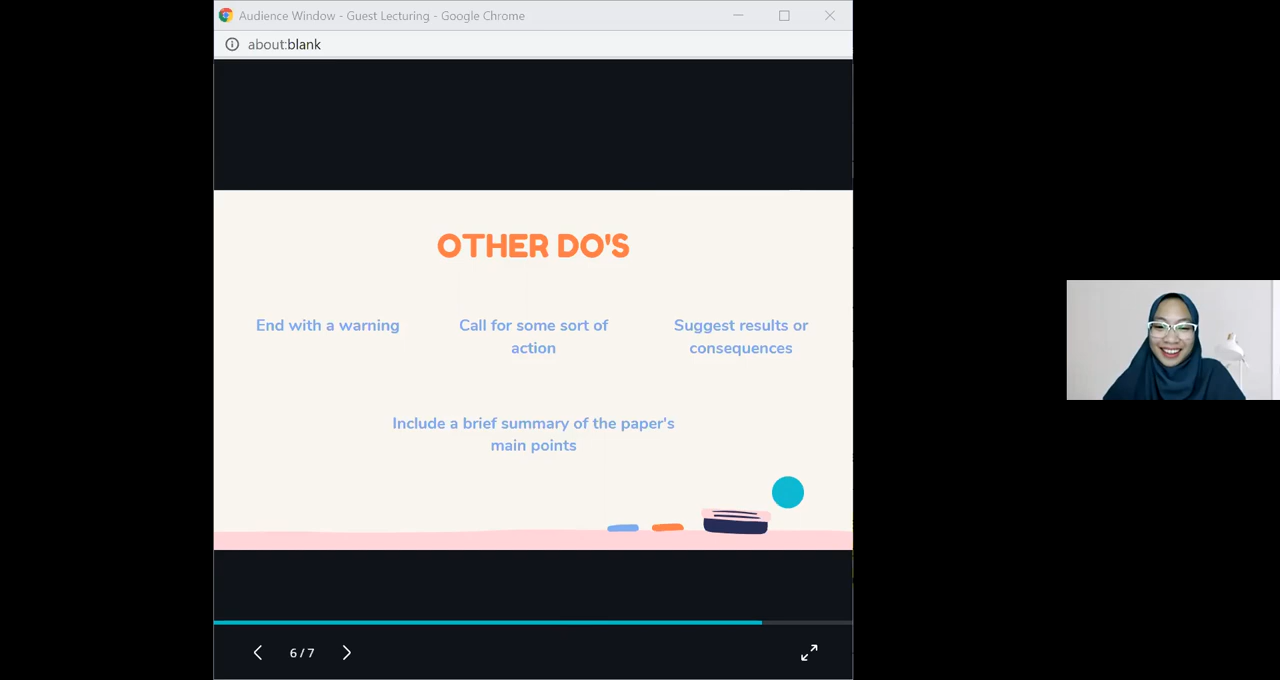 Audience Window - Guest Lecturing - Google Chrome
about:blank
OTHER DO'S
End with a warning
Call for some sort of
action
Suggest results or
consequences
Include a brief summary of the paper's
main points
6 / 7